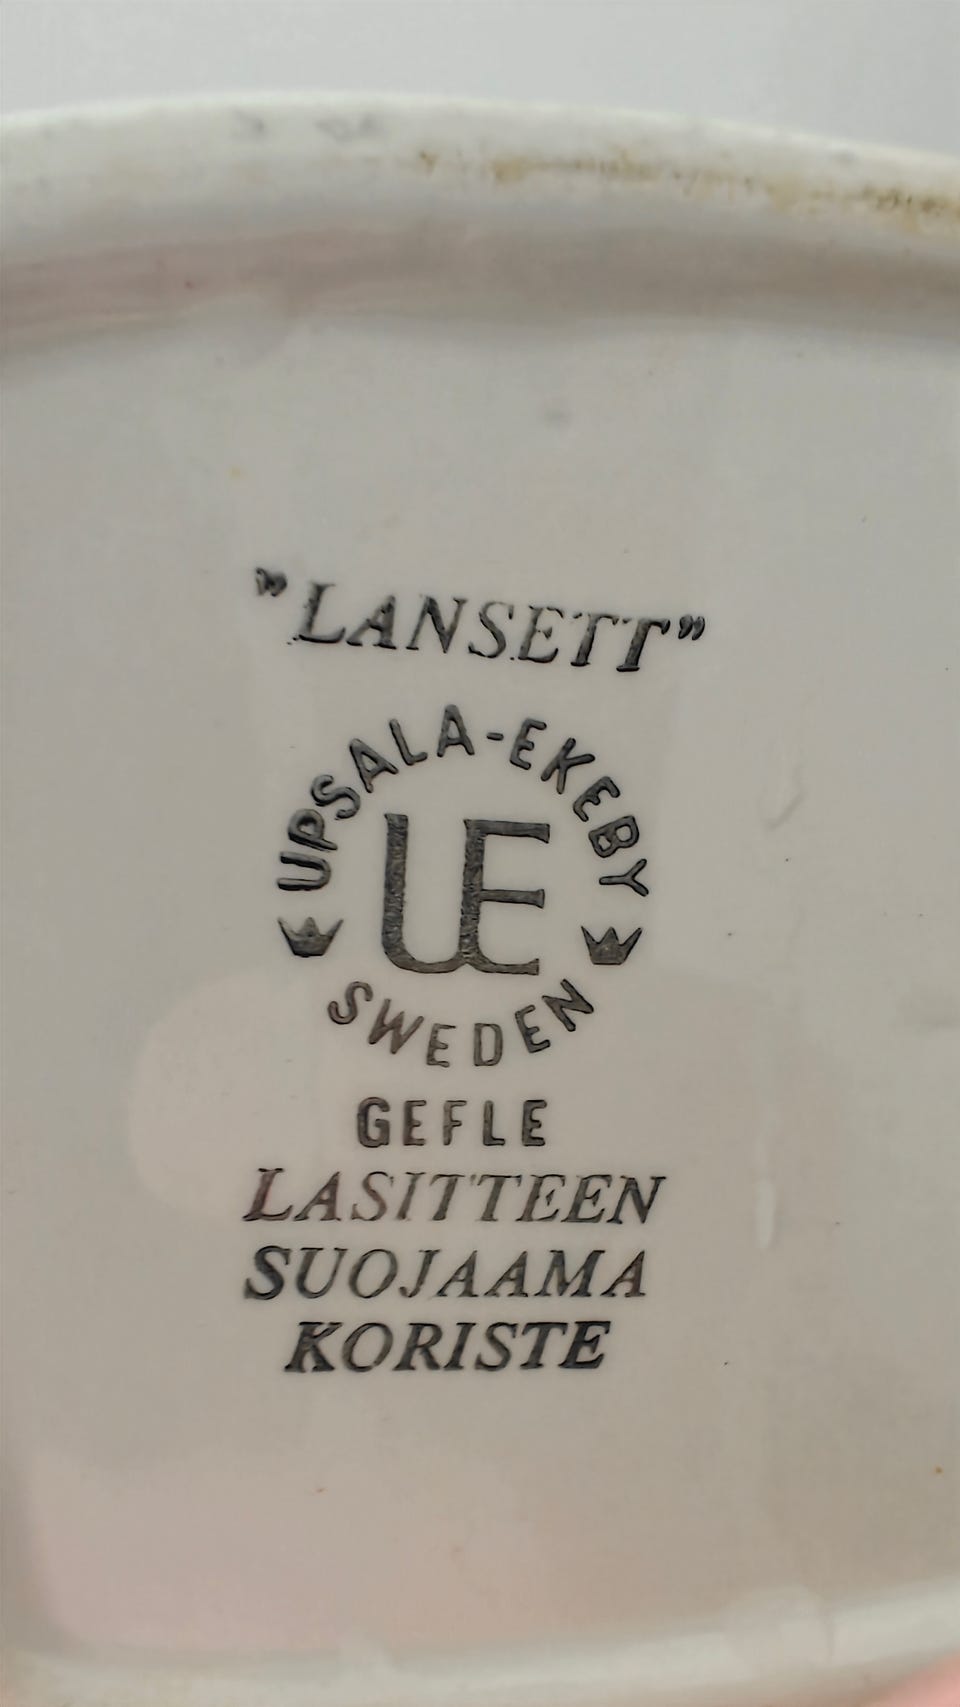 "LANSETT"
UPSALA-EKEBY
UE
SWEDEN
GEFLE
LASITTEEN
SUOJAAMA
KORISTE